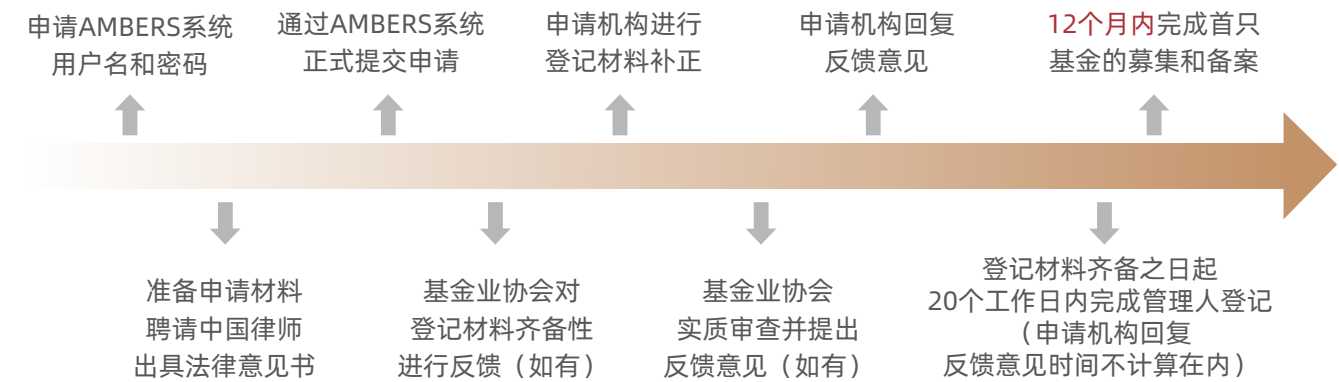 申请AMBERS系统
用户名和密码
准备申请材料
聘请中国律师
出具法律意见书
通过AMBERS系统
正式提交申请
基金业协会对
登记材料齐备性
进行反馈（如有）
申请机构进行
登记材料补正
基金业协会
实质审查并提出
反馈意见（如有）
申请机构回复
反馈意见
登记材料齐备之日起
20个工作日内完成管理人登记
（申请机构回复
反馈意见时间不计算在内）
12个月内完成首只
基金的募集和备案